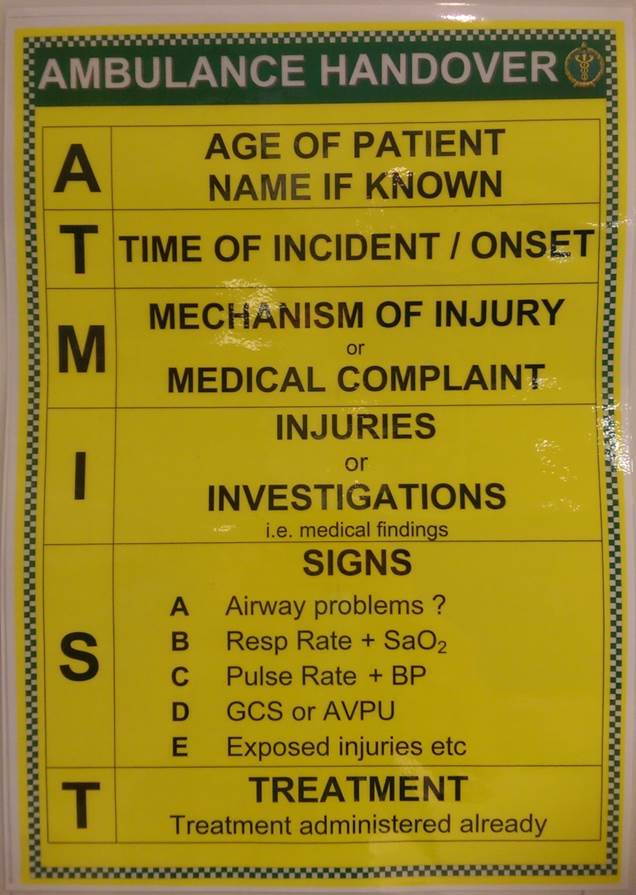 AMBULANCE HANDOVER
A
AGE OF PATIENT
NAME IF KNOWN
T
TIME OF INCIDENT / ONSET
M
MECHANISM OF INJURY
or
MEDICAL COMPLAINT
I
INJURIES
or
INVESTIGATIONS
i.e. medical findings
S
SIGNS
A Airway problems ?
B Resp Rate + SaO₂
C Pulse Rate + BP
D GCS or AVPU
E Exposed injuries etc
T
TREATMENT
Treatment administered already